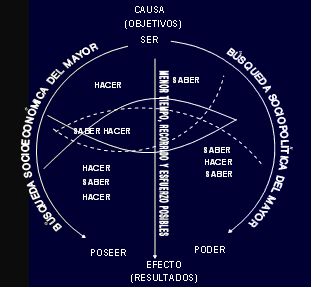 CAUSA
(OBJETIVOS)
SER
BÚSQUEDA SOCIOECONÓMICA DEL MAYOR
BÚSQUEDA SOCIOPOLÍTICA DEL MAYOR
MENOR TIEMPO, RECORRIDO Y ESFUERZO POSIBLES
HACER
SABER
SABER HACER
HACER
SABER
HACER
SABER
HACER
SABER
POSEER
PODER
EFECTO
(RESULTADOS)